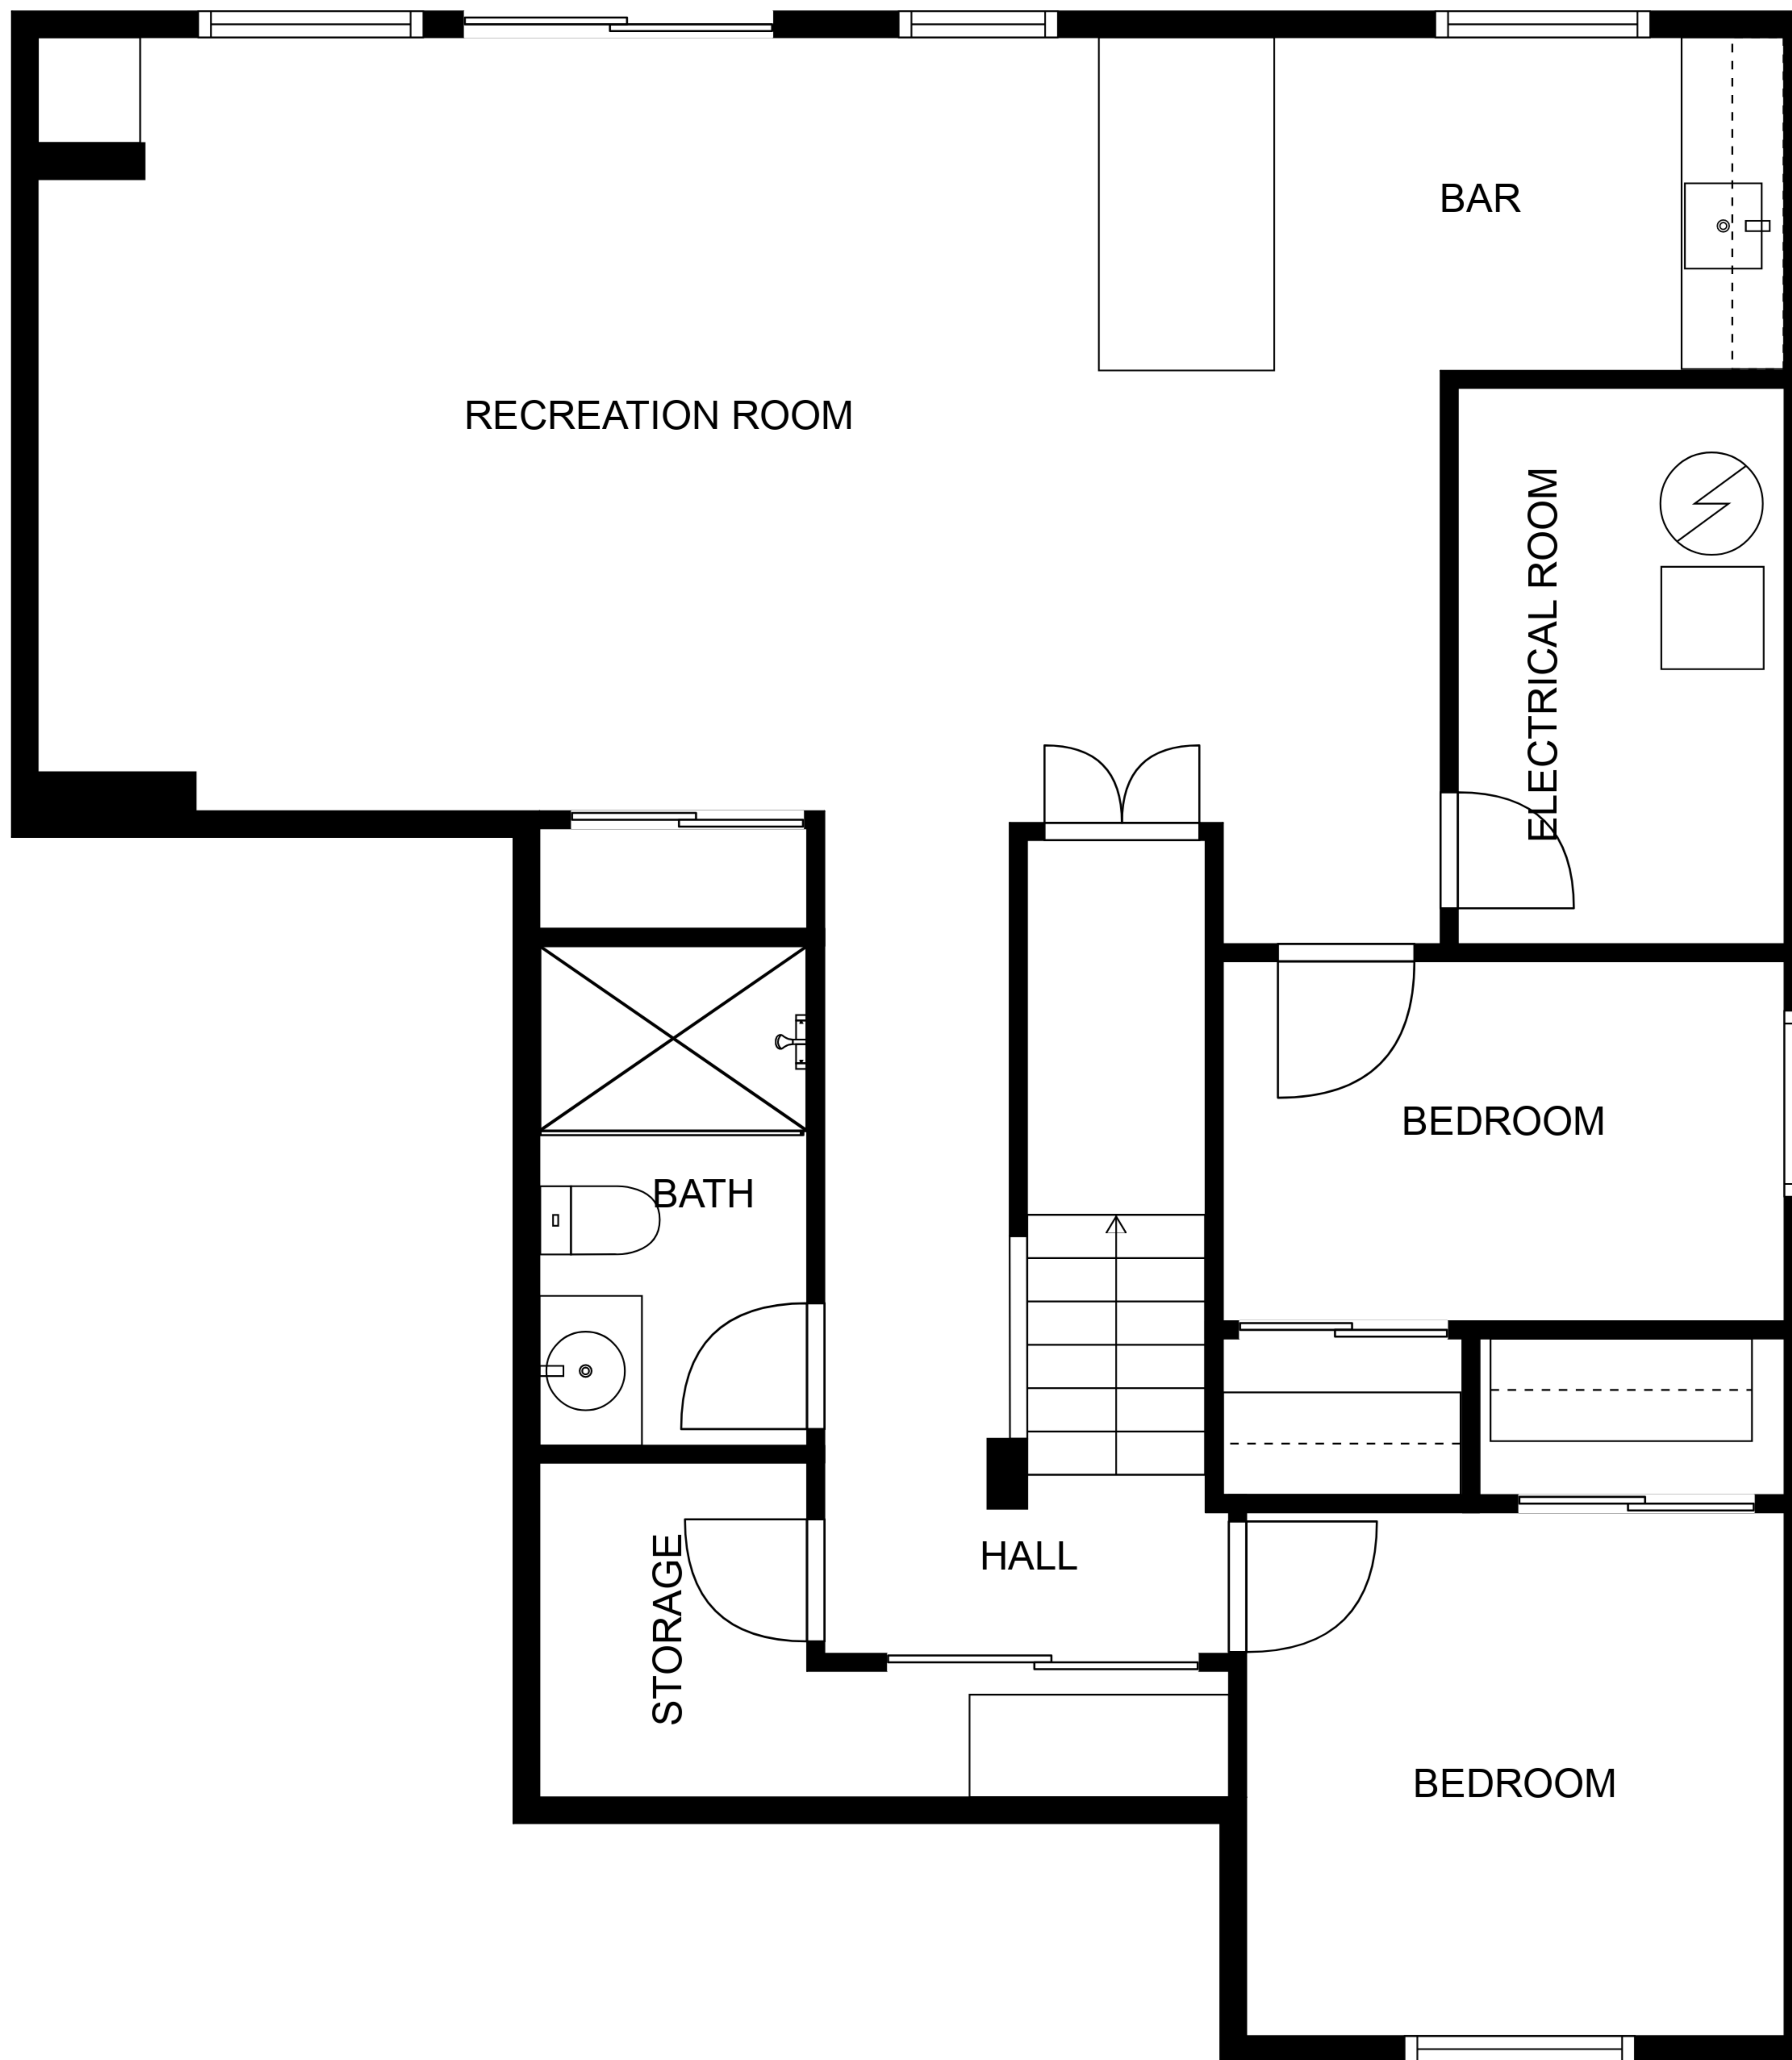 BAR
RECREATION ROOM
ELECTRICAL ROOM
BEDROOM
BATH
HALL
STORAGE
BEDROOM